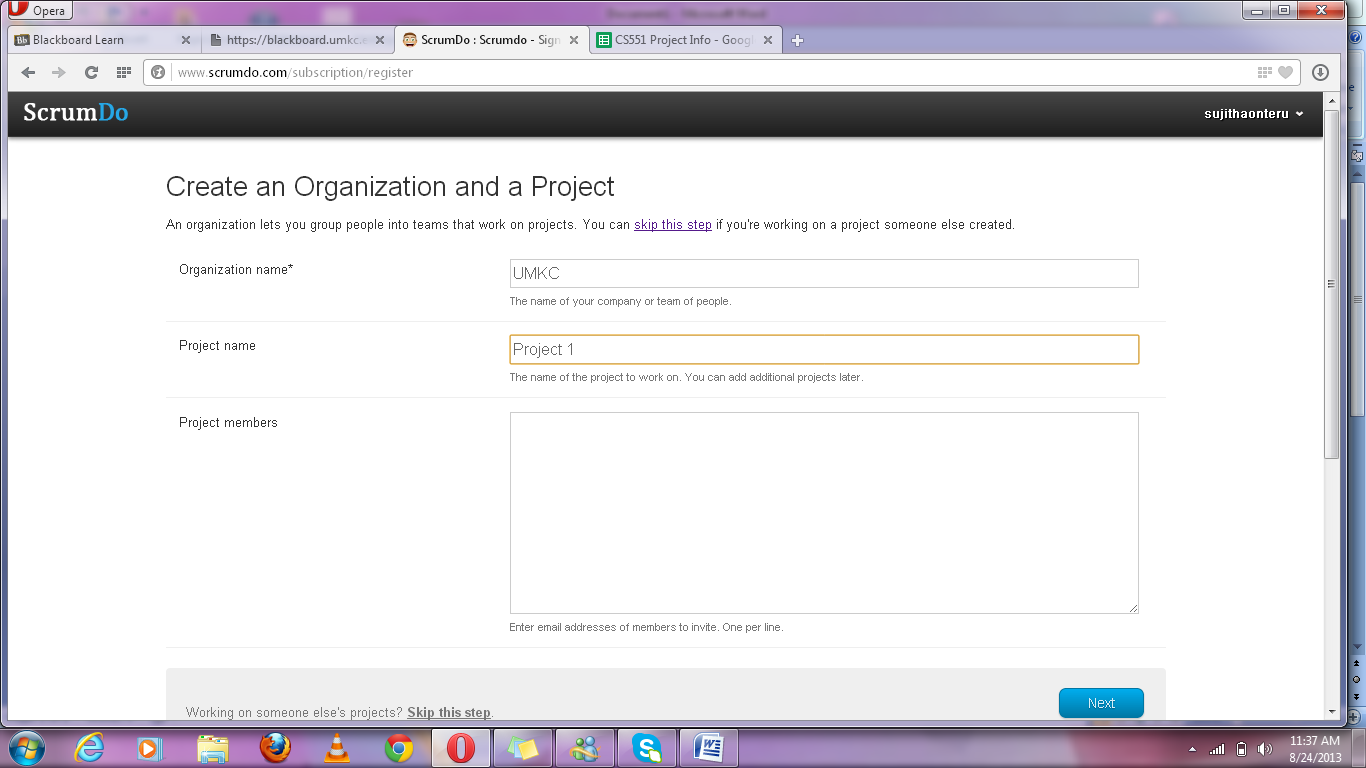 Opera
Blackboard Learn
https://blackboard.umkc.e
ScrumDo : Scrumdo - Sign
CS551 Project Info - Googl
www.scrumdo.com/subscription/register
ScrumDo
sujithaonteru
Create an Organization and a Project
An organization lets you group people into teams that work on projects. You can skip this step if you're working on a project someone else created.
Organization name*
UMKC
The name of your company or team of people.
Project name
Project 1
The name of the project to work on. You can add additional projects later.
Project members
Enter email addresses of members to invite. One per line.
Working on someone else's projects? Skip this step.
Next
11:37 AM
8/24/2013